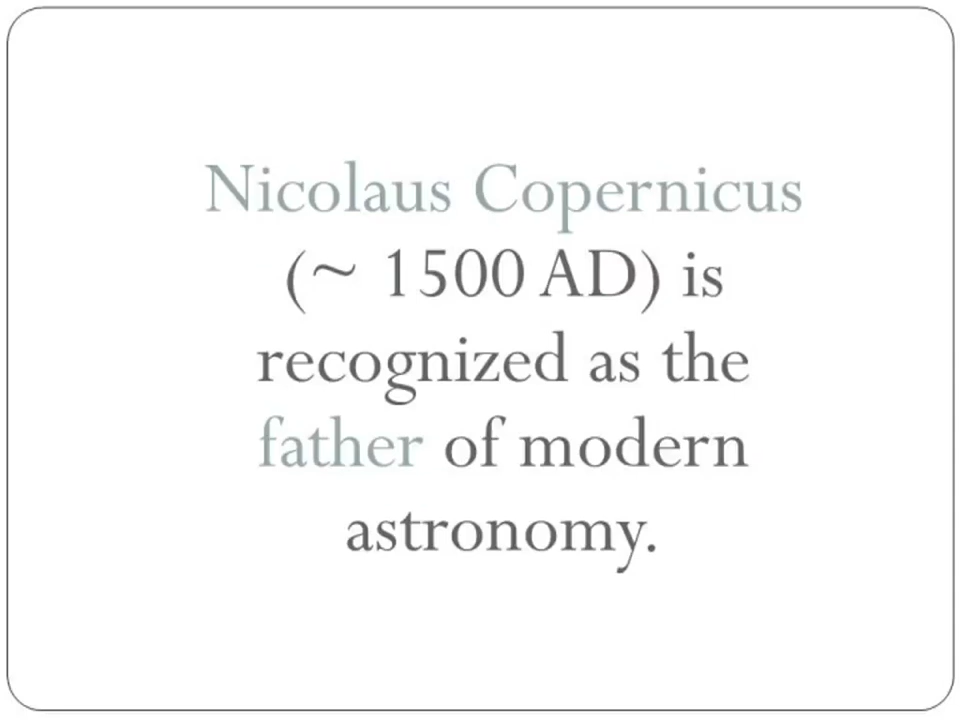 Nicolaus Copernicus
(~ 1500 AD) is
recognized as the
father of modern
astronomy.